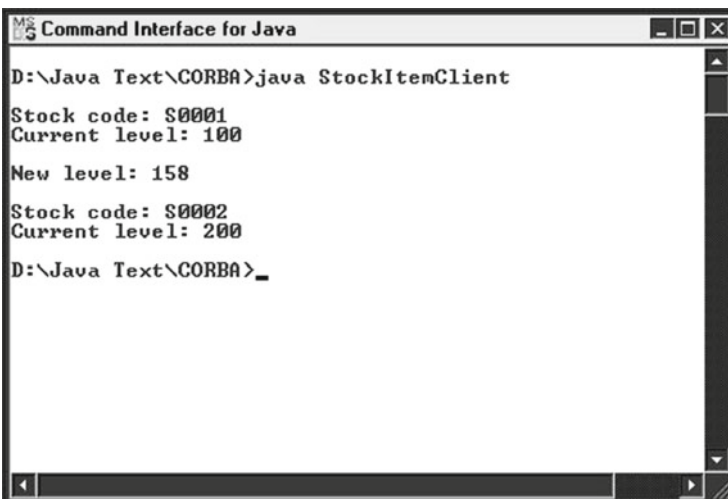 Command Interface for Java
D:\Java Text\CORBA>java StockItemClient
Stock code: S0001
Current level: 100
New level: 158
Stock code: S0002
Current level: 200
D:\Java Text\CORBA>_